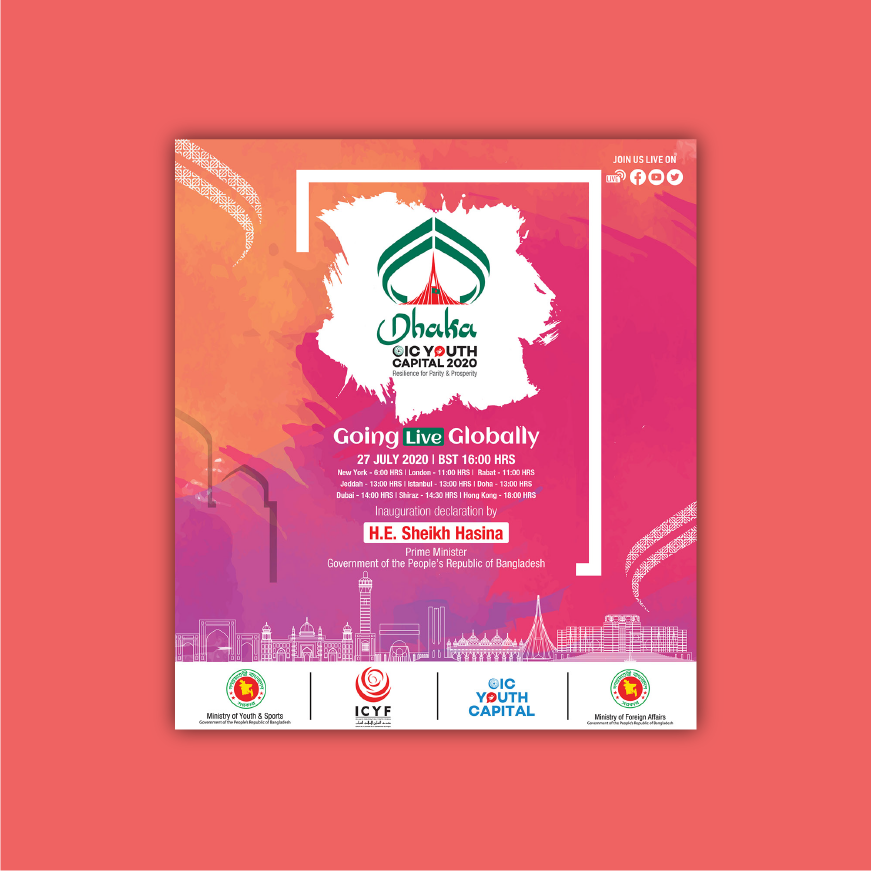 JOIN US LIVE ON
LIVE
Dhaka
OIC YOUTH
CAPITAL 2020
Resilience for Parity & Prosperity
Going Live Globally
27 JULY 2020 | BST 16:00 HRS
New York - 6:00 HRS | London - 11:00 HRS | Rabat - 11:00 HRS
Jeddah - 13:00 HRS | Istanbul - 13:00 HRS | Doha - 13:00 HRS
Dubai - 14:00 HRS | Shiraz - 14:30 HRS | Hong Kong - 18:00 HRS
Inauguration declaration by
H.E. Sheikh Hasina
Prime Minister
Government of the People's Republic of Bangladesh
Ministry of Youth & Sports
Government of the People's Republic of Bangladesh
ICYF
OIC
YOUTH
CAPITAL
Ministry of Foreign Affairs
Government of the People's Republic of Bangladesh